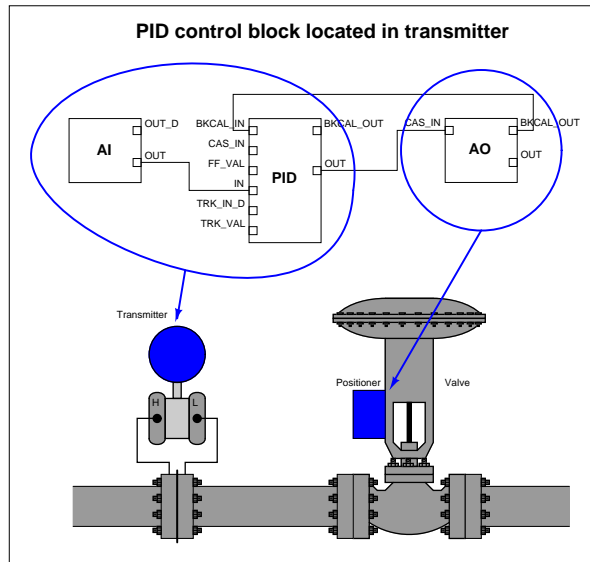 PID control block located in transmitter
OUT_D
AI
OUT
BKCAL_IN
CAS_IN
FF_VAL
IN
TRK_IN_D
TRK_VAL
PID
BKCAL_OUT
OUT
CAS_IN
AO
BKCAL_OUT
OUT
Transmitter
H
L
Positioner
Valve